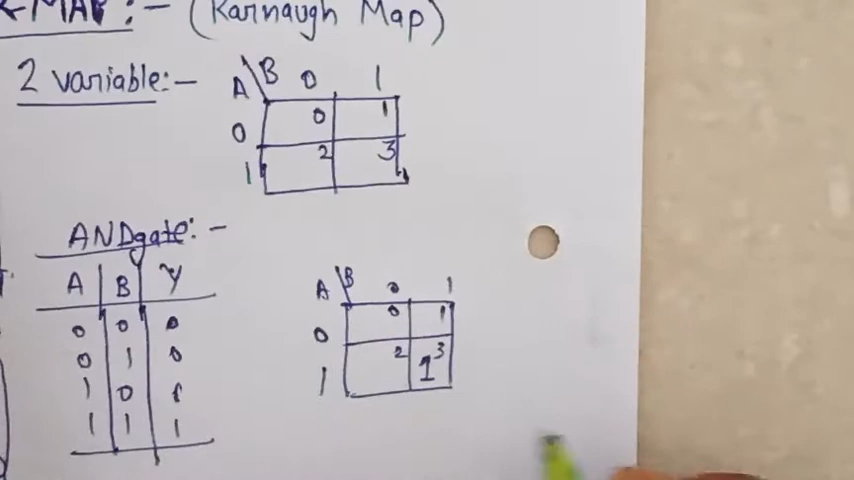 K-MAP:- (Karnaugh Map)
2 variable:-
A \ B 0 1
0 0 1
1 2 3
ANDgate:-
A B Y
0 0 0
0 1 0
1 0
1 1 1
A \ B 0 1
0 0 1
1 2 1 3